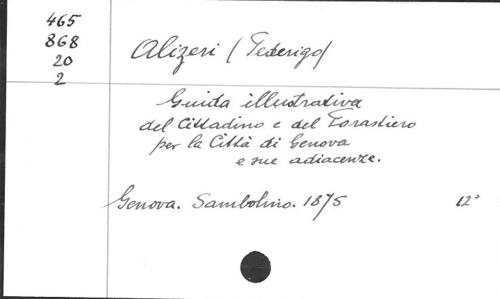 465
868
20
2
Alizeri (Federigo)
Guida illustrativa
del Cittadino e del Forastiero
per la Città di Genova
e sue adiacenze.
Genova. Sambolino. 1875 12°